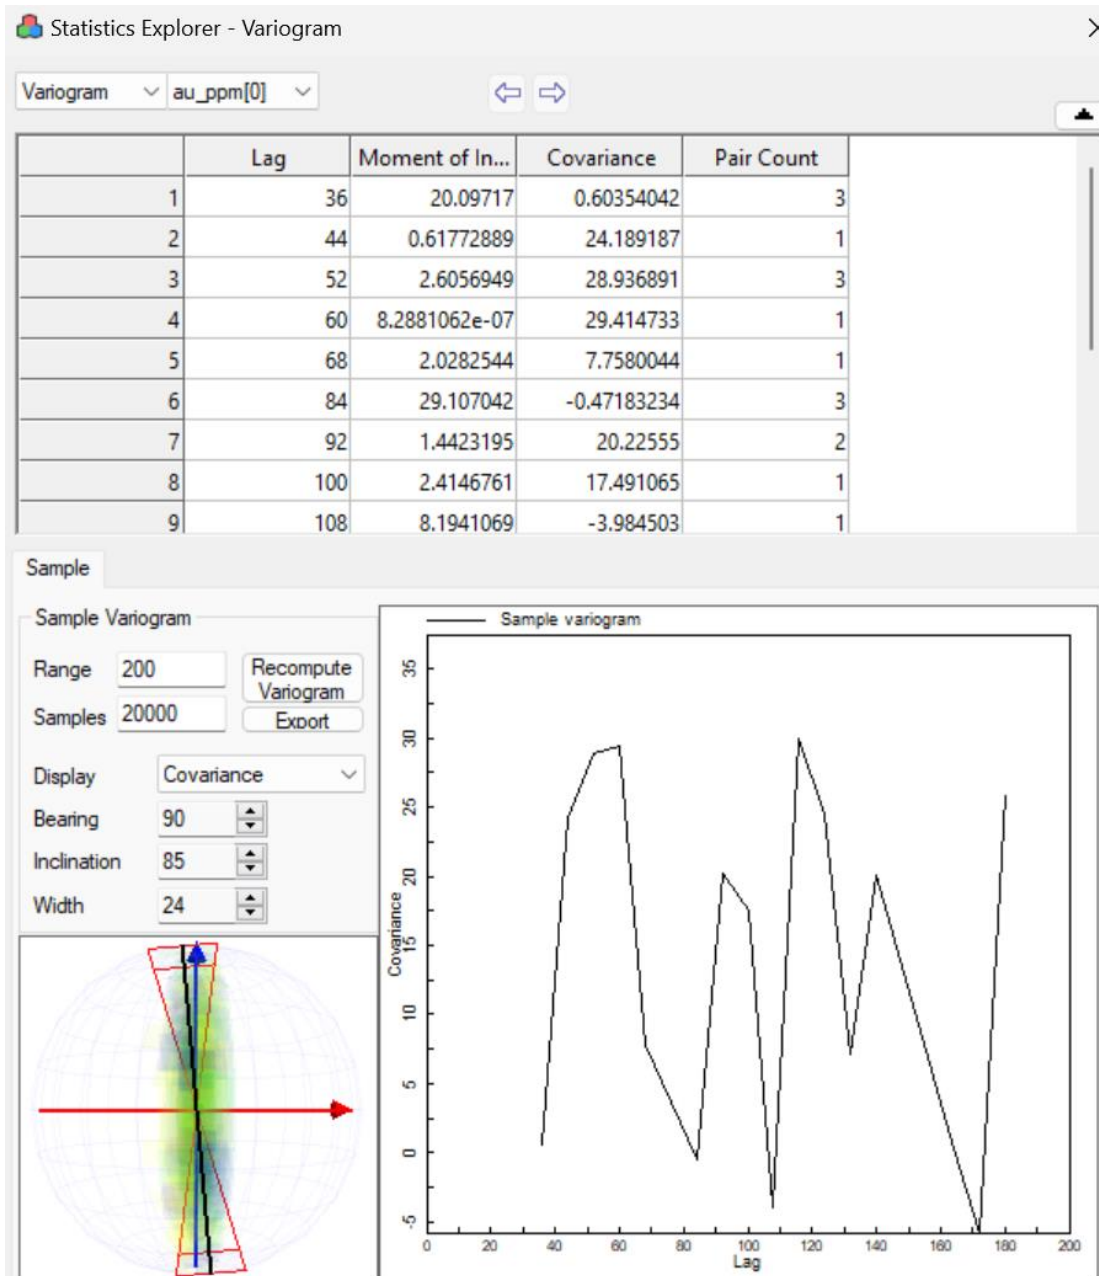 Statistics Explorer - Variogram
Variogram au_ppm[0]
Lag Moment of In... Covariance Pair Count
1 36 20.09717 0.60354042 3
2 44 0.61772889 24.189187 1
3 52 2.6056949 28.936891 3
4 60 8.2881062e-07 29.414733 1
5 68 2.0282544 7.7580044 1
6 84 29.107042 -0.47183234 3
7 92 1.4423195 20.22555 2
8 100 2.4146761 17.491065 1
9 108 8.1941069 -3.984503 1
Sample
Sample Variogram
Range 200
Recompute Variogram
Samples 20000
Export
Display Covariance
Bearing 90
Inclination 85
Width 24
Sample variogram
35
30
25
20
15
10
5
0
-5
Covariance
0 20 40 60 80 100 120 140 160 180 200
Lag